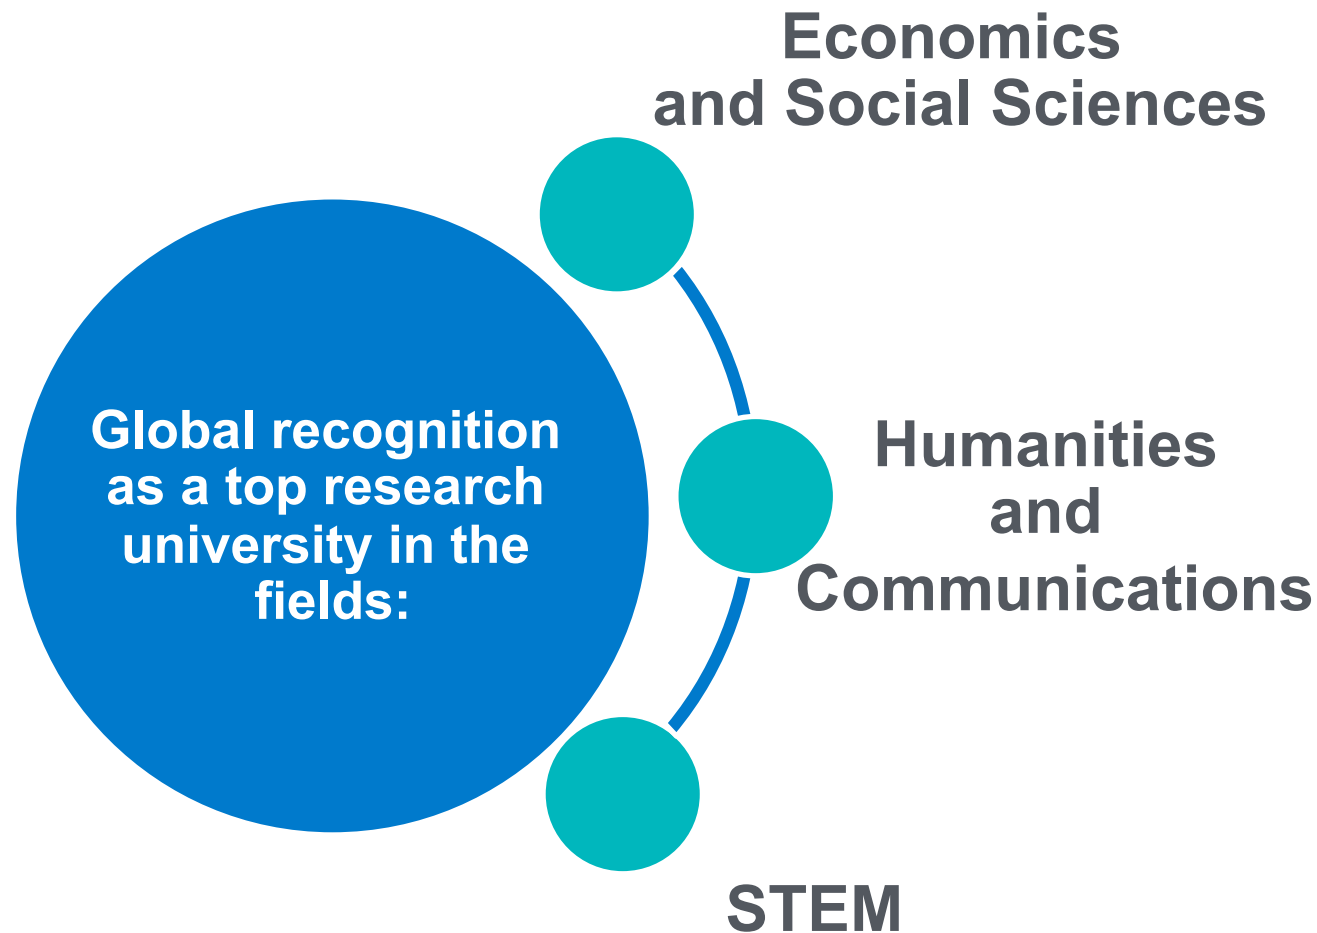 Economics
and Social Sciences
Global recognition
as a top research
university in the
fields:
Humanities
and
Communications
STEM